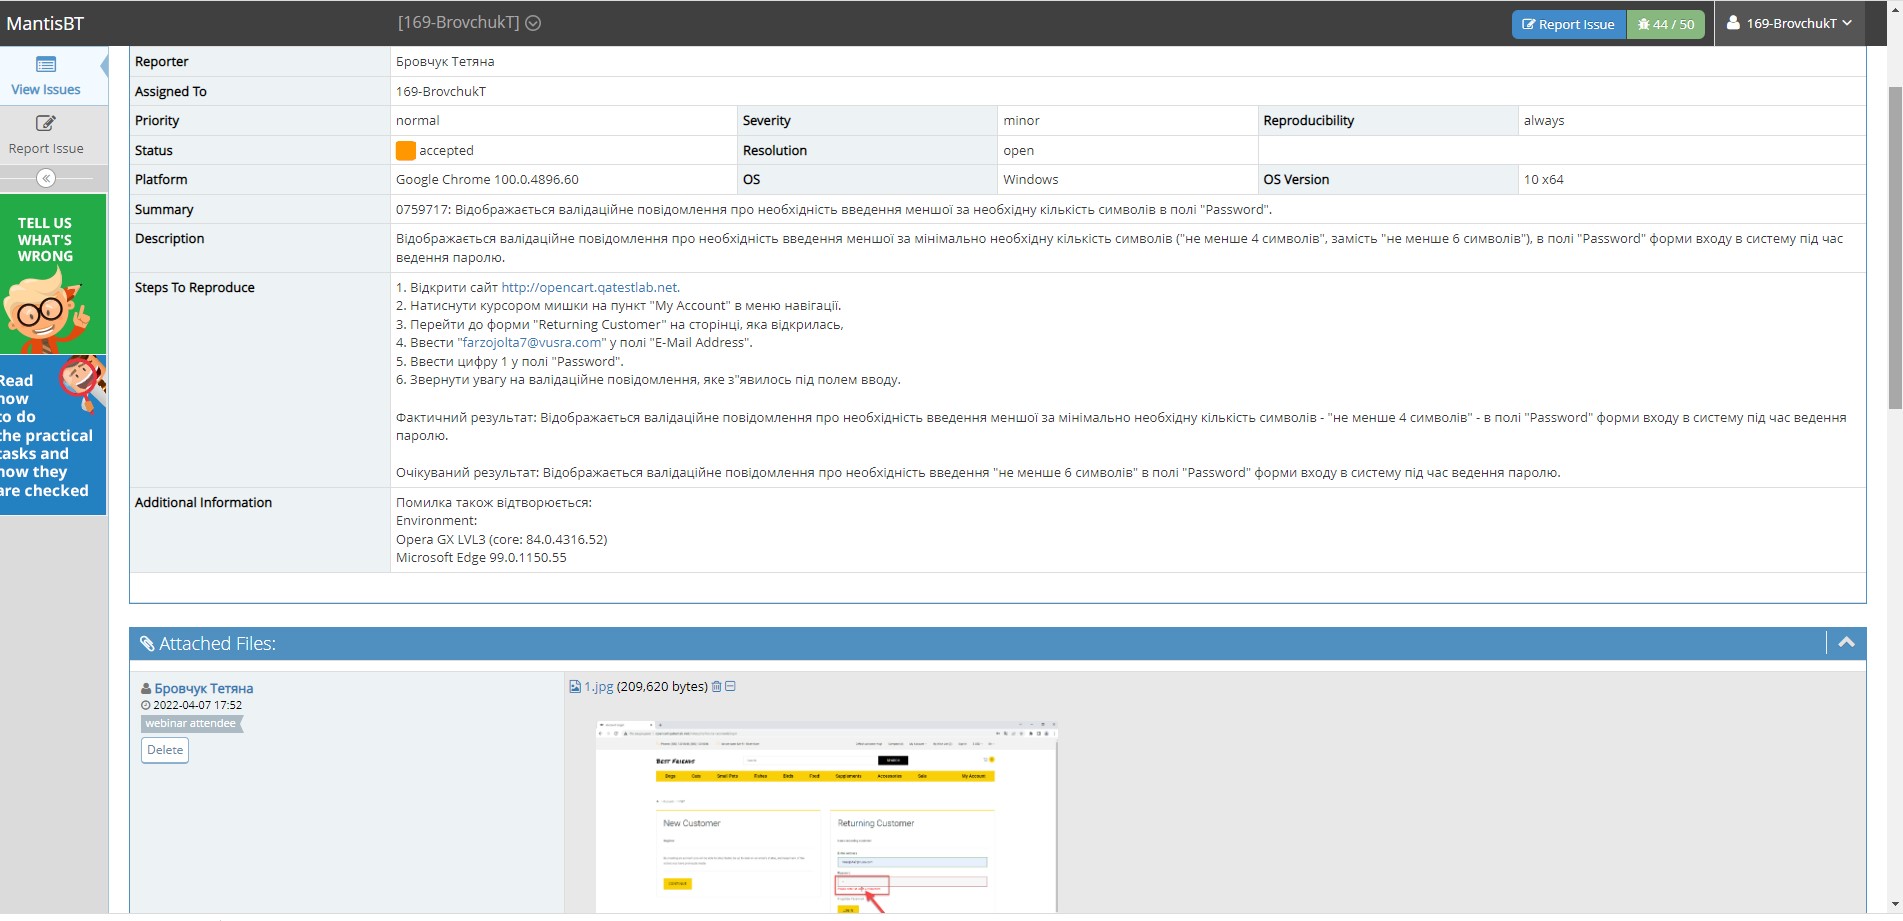 MantisBT
[169-BrovchukT]
Report Issue
44 / 50
169-BrovchukT
View Issues
Report Issue
TELL US
WHAT'S
WRONG
Read
how
to do
the practical
tasks and
how they
are checked
Reporter Бровчук Тетяна
Assigned To 169-BrovchukT
Priority normal Severity minor Reproducibility always
Status accepted Resolution open
Platform Google Chrome 100.0.4896.60 OS Windows OS Version 10 x64
Summary 0759717: Відображається валідаційне повідомлення про необхідність введення меншої за необхідну кількість символів в полі "Password".
Description Відображається валідаційне повідомлення про необхідність введення меншої за мінімально необхідну кількість символів ("не менше 4 символів", замість "не менше 6 символів"), в полі "Password" форми входу в систему під час
ведення паролю.
Steps To Reproduce
1. Відкрити сайт http://opencart.qatestlab.net.
2. Натиснути курсором мишки на пункт "My Account" в меню навігації.
3. Перейти до форми "Returning Customer" на сторінці, яка відкрилась,
4. Ввести "farzojolta7@vusra.com" у полі "E-Mail Address".
5. Ввести цифру 1 у полі "Password".
6. Звернути увагу на валідаційне повідомлення, яке з"явилось під полем вводу.
Фактичний результат: Відображається валідаційне повідомлення про необхідність введення меншої за мінімально необхідну кількість символів - "не менше 4 символів" - в полі "Password" форми входу в систему під час ведення
паролю.
Очікуваний результат: Відображається валідаційне повідомлення про необхідність введення "не менше 6 символів" в полі "Password" форми входу в систему під час ведення паролю.
Additional Information Помилка також відтворюється:
Environment:
Opera GX LVL3 (core: 84.0.4316.52)
Microsoft Edge 99.0.1150.55
Attached Files:
Бровчук Тетяна
2022-04-07 17:52
webinar attendee
Delete
1.jpg (209,620 bytes)
BEST FRIENDS
Dogs Cats Small Pets Fishes Birds Food Supplements Accessories Sale My Account
New Customer
Returning Customer